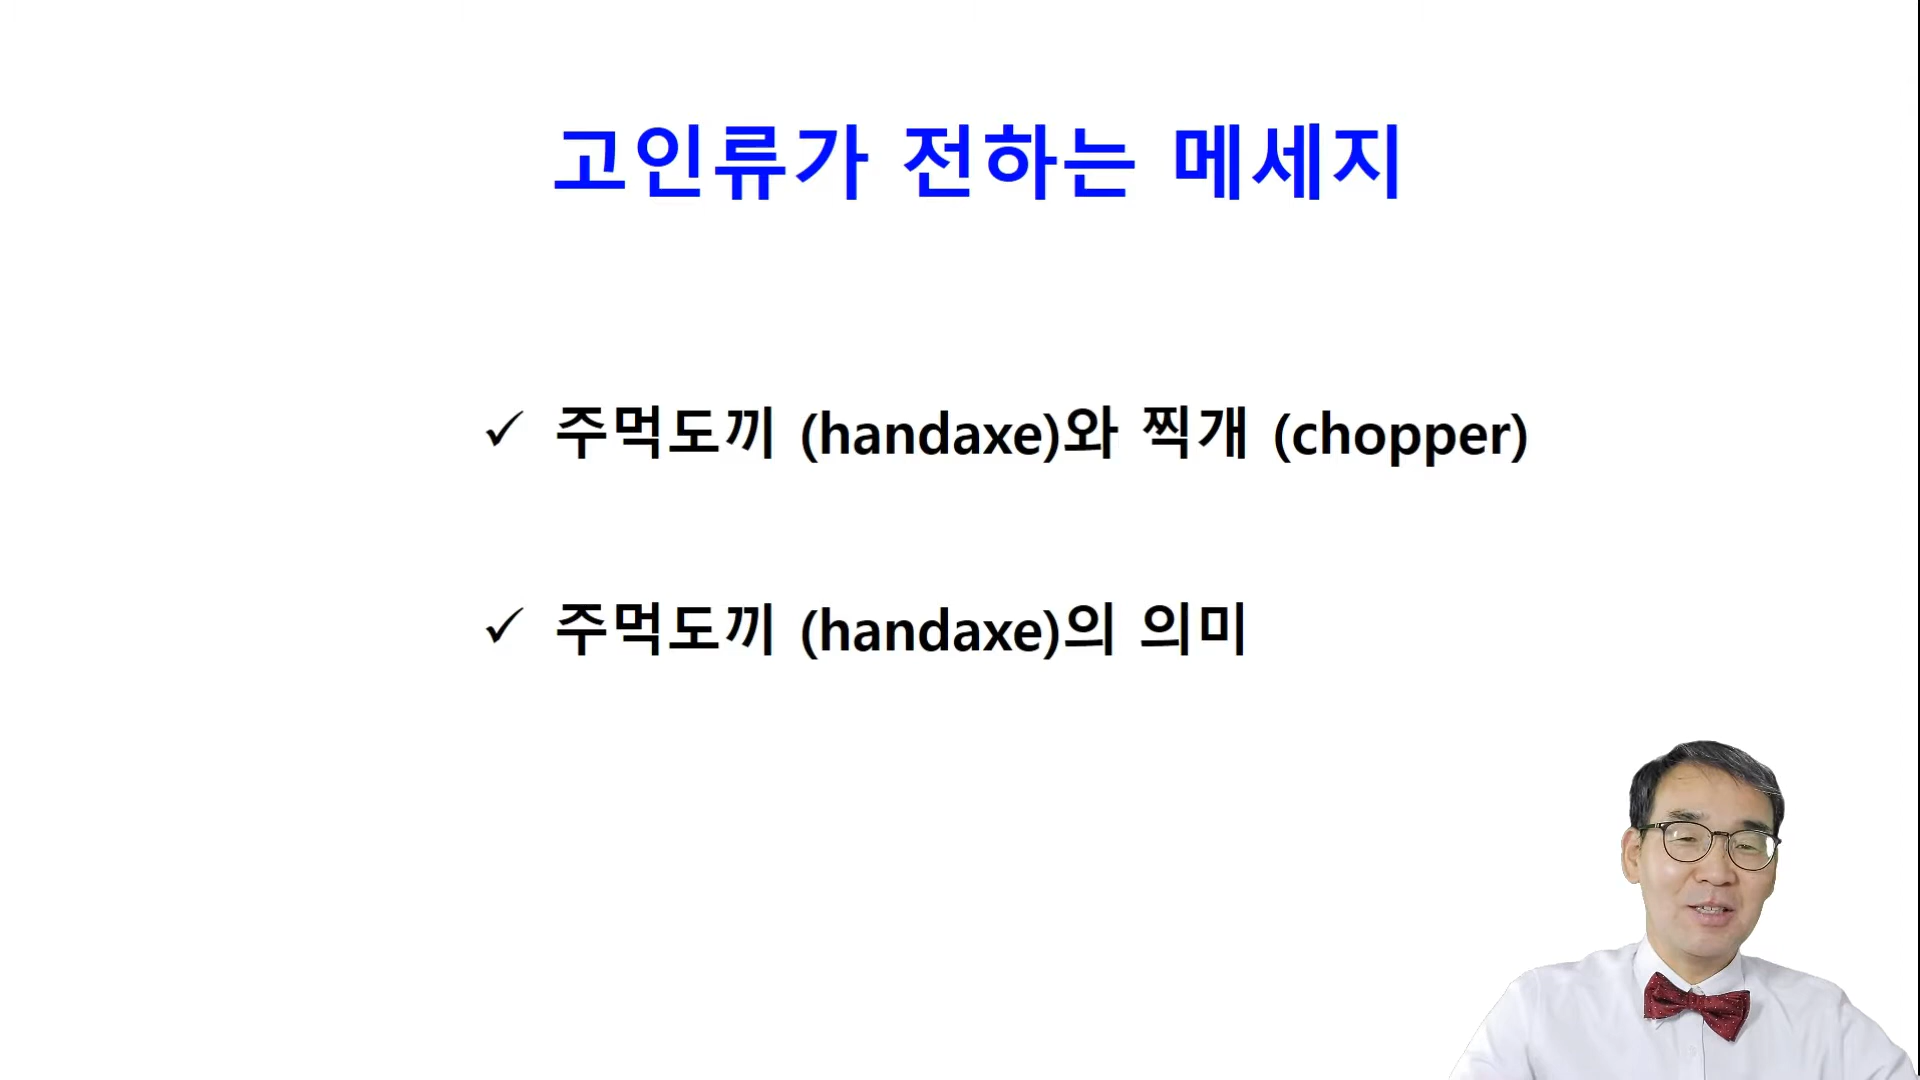 고인류가 전하는 메세지
✓ 주먹도끼 (handaxe)와 찍개 (chopper)
✓ 주먹도끼 (handaxe)의 의미